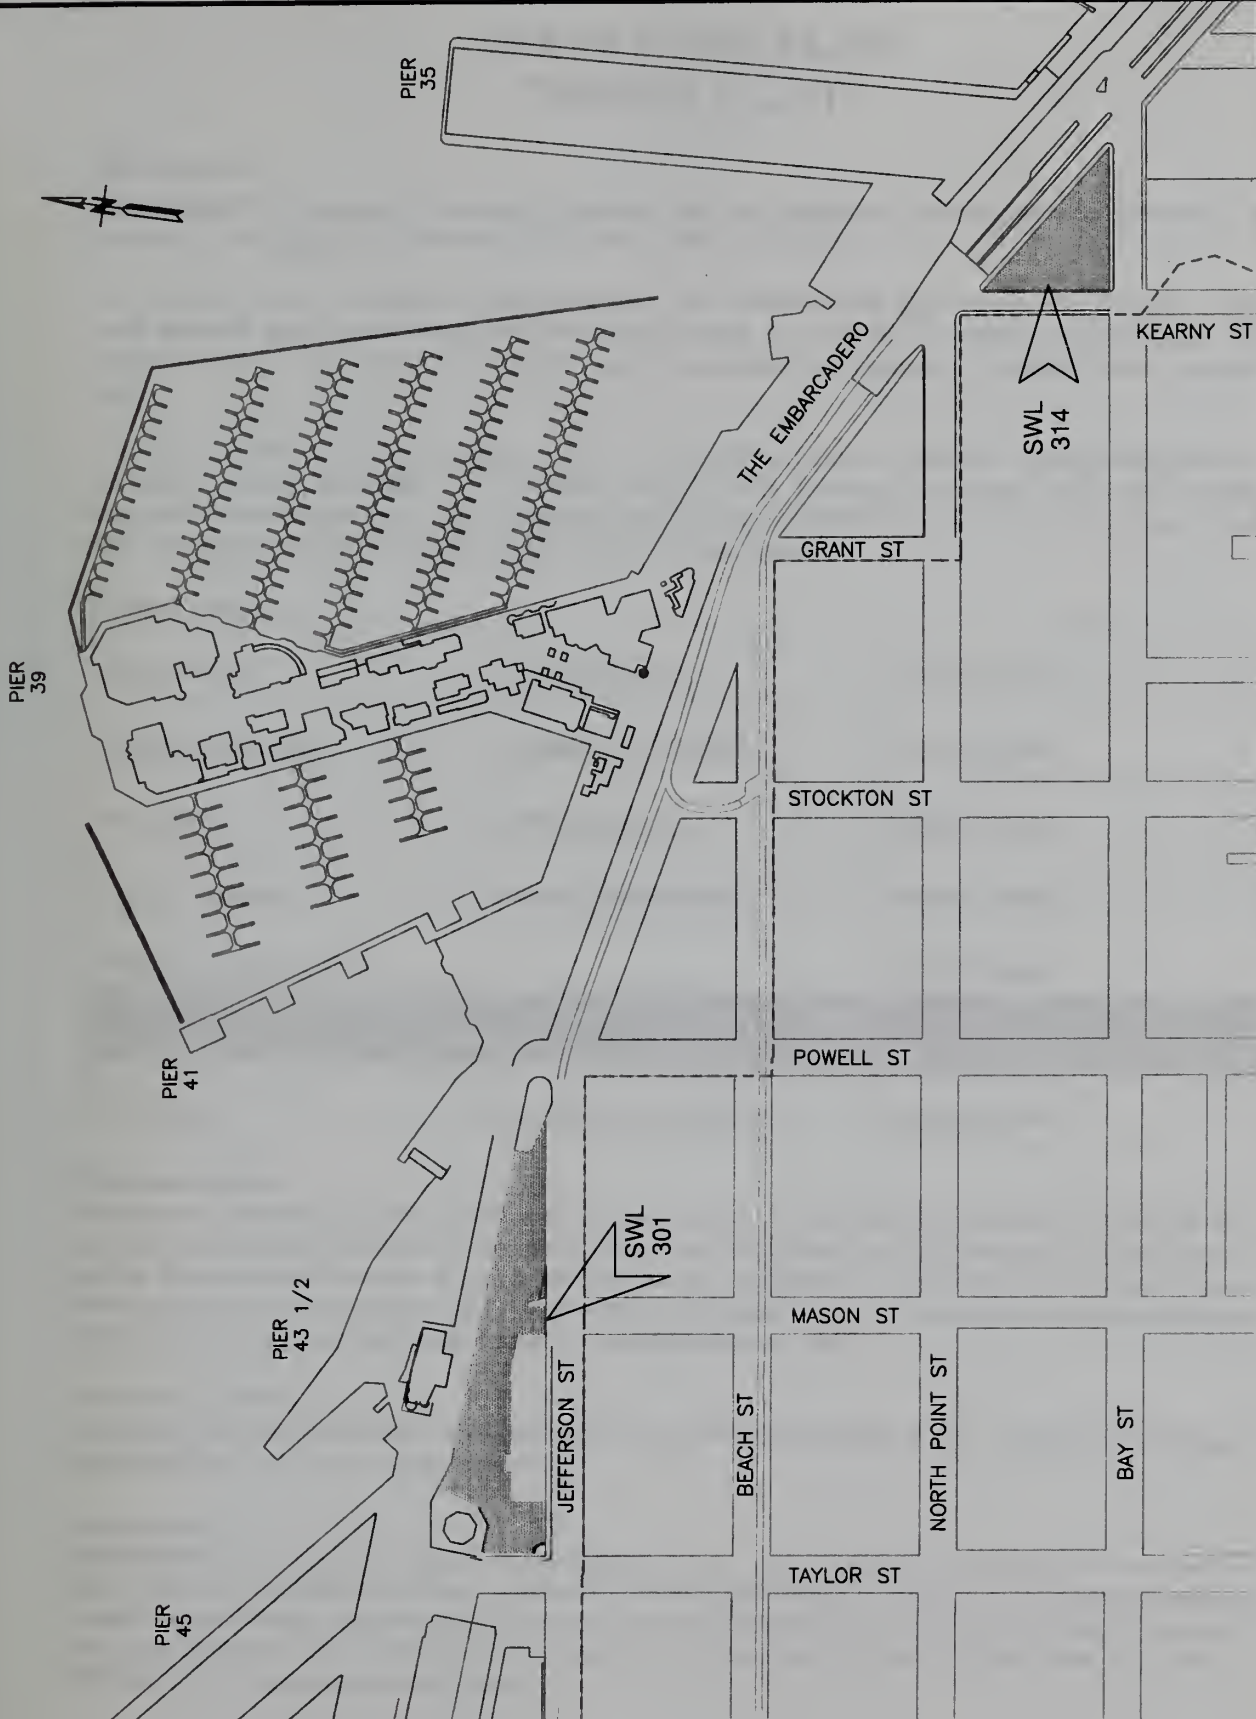 PIER
35
N
KEARNY ST
THE EMBARCADERO
SWL
314
GRANT ST
PIER
39
STOCKTON ST
POWELL ST
PIER
41
SWL
301
PIER
43 1/2
MASON ST
JEFFERSON ST
BEACH ST
NORTH POINT ST
BAY ST
TAYLOR ST
PIER
45